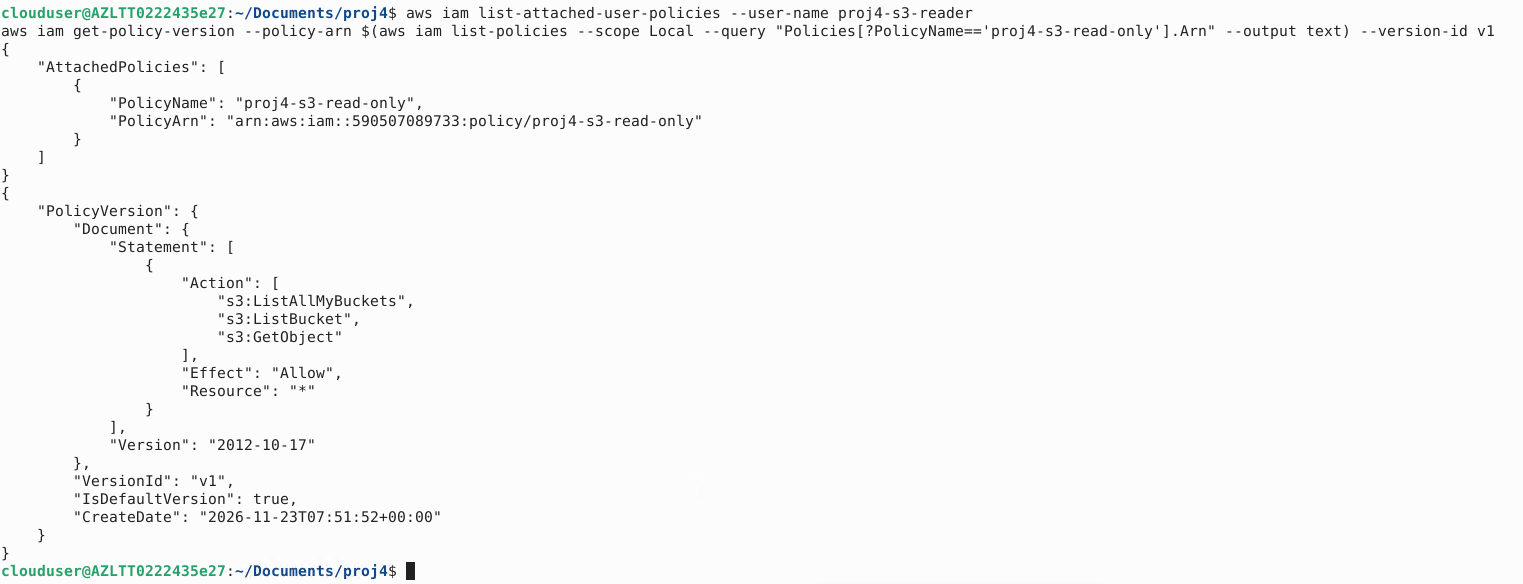 clouduser@AZLTT0222435e27:~/Documents/proj4$ aws iam list-attached-user-policies --user-name proj4-s3-reader
aws iam get-policy-version --policy-arn $(aws iam list-policies --scope Local --query "Policies[?PolicyName=='proj4-s3-read-only'].Arn" --output text) --version-id v1
{
    "AttachedPolicies": [
        {
            "PolicyName": "proj4-s3-read-only",
            "PolicyArn": "arn:aws:iam::590507089733:policy/proj4-s3-read-only"
        }
    ]
}
{
    "PolicyVersion": {
        "Document": {
            "Statement": [
                {
                    "Action": [
                        "s3:ListAllMyBuckets",
                        "s3:ListBucket",
                        "s3:GetObject"
                    ],
                    "Effect": "Allow",
                    "Resource": "*"
                }
            ],
            "Version": "2012-10-17"
        },
        "VersionId": "v1",
        "IsDefaultVersion": true,
        "CreateDate": "2026-11-23T07:51:52+00:00"
    }
}
clouduser@AZLTT0222435e27:~/Documents/proj4$